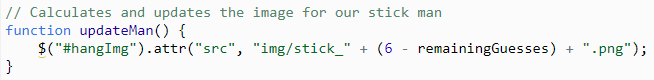 // Calculates and updates the image for our stick man
function updateMan() {
    $("#hangImg").attr("src", "img/stick_" + (6 - remainingGuesses) + ".png");
}